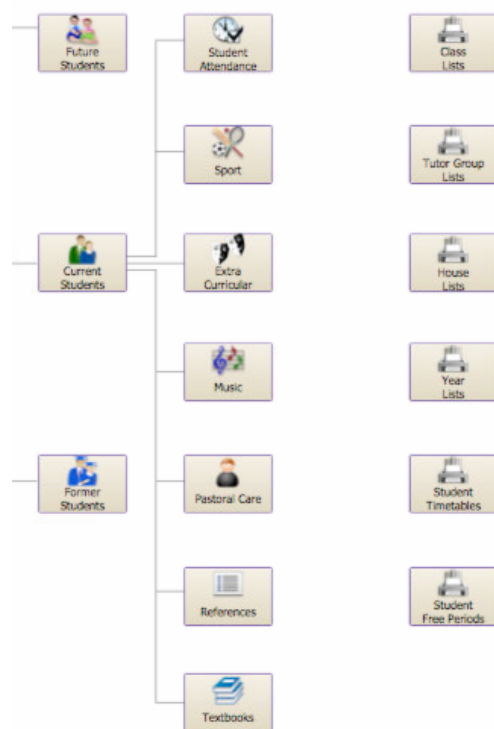 Future
Students
Student
Attendance
Class
Lists
Sport
Tutor Group
Lists
Current
Students
Extra
Curricular
House
Lists
Music
Year
Lists
Former
Students
Pastoral Care
Student
Timetables
References
Student
Free Periods
Textbooks